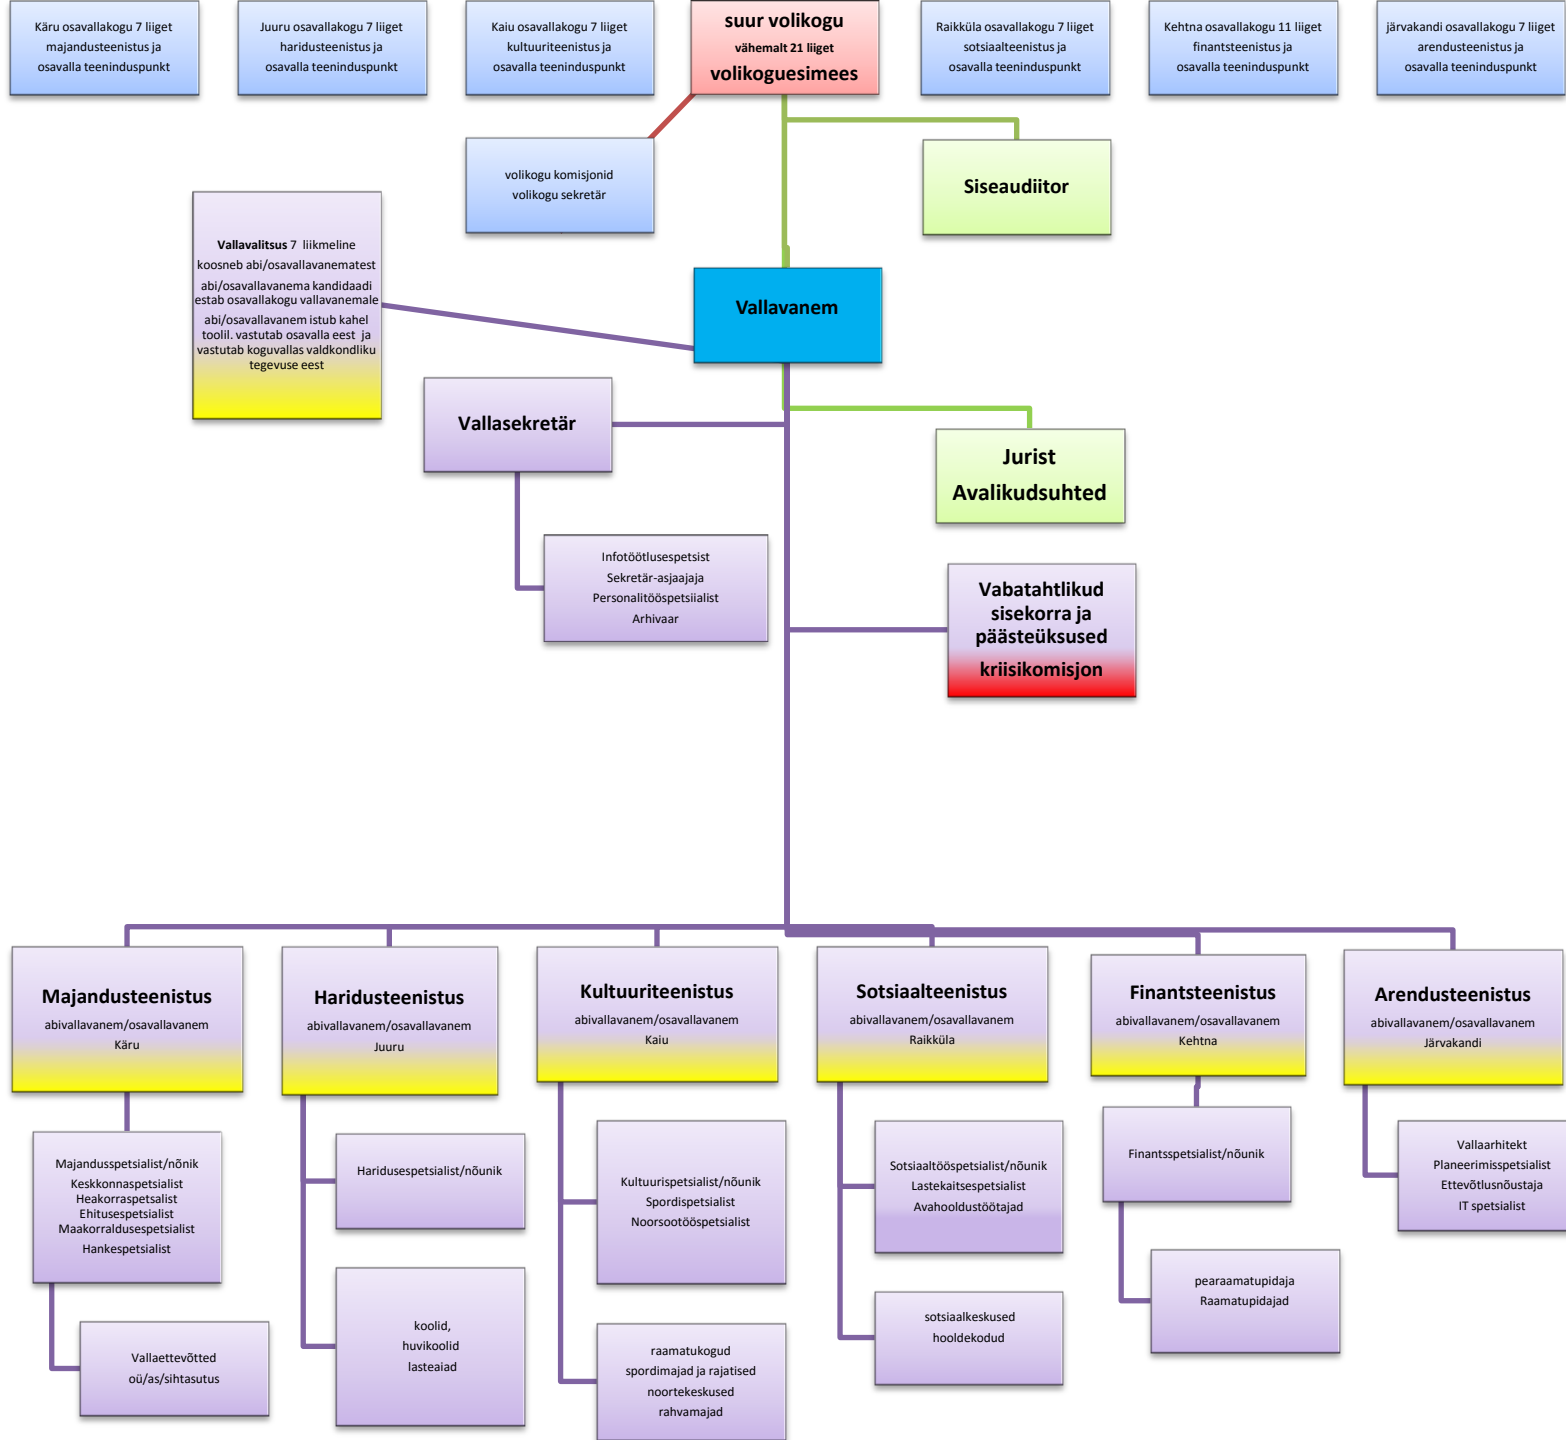 Käru osavallakogu 7 liiget
majandusteenistus ja
osavalla teeninduspunkt
Juuru osavallakogu 7 liiget
haridusteenistus ja
osavalla teeninduspunkt
Kaiu osavallakogu 7 liiget
kultuuriteenistus ja
osavalla teeninduspunkt
suur volikogu
vähemalt 21 liiget
volikoguesimees
Raikküla osavallakogu 7 liiget
sotsiaalteenistus ja
osavalla teeninduspunkt
Kehtna osavallakogu 11 liiget
finantsteenistus ja
osavalla teeninduspunkt
järvakandi osavallakogu 7 liiget
arendusteenistus ja
osavalla teeninduspunkt
volikogu komisjonid
volikogu sekretär
Siseaudiitor
Vallavalitsus 7 liikmeline
koosneb abi/osavallavanematest
abi/osavallavanema kandidaadi
estab osavallakogu vallavanemale
abi/osavallavanem istub kahel
toolil. vastutab osavalla eest ja
vastutab koguvallas valdkondliku
tegevuse eest
Vallavanem
Vallasekretär
Jurist
Avalikudsuhted
Infotöötlusespetsist
Sekretär-asjaajaja
Personalitööspetsiialist
Arhivaar
Vabatahtlikud
sisekorra ja
päästeüksused
kriisikomisjon
Majandusteenistus
abivallavanem/osavallavanem
Käru
Haridusteenistus
abivallavanem/osavallavanem
Juuru
Kultuuriteenistus
abivallavanem/osavallavanem
Kaiu
Sotsiaalteenistus
abivallavanem/osavallavanem
Raikküla
Finantsteenistus
abivallavanem/osavallavanem
Kehtna
Arendusteenistus
abivallavanem/osavallavanem
Järvakandi
Majandusspetsialist/nõnik
Keskkonnaspetsialist
Heakorraspetsalist
Ehitusespetsialist
Maakorraldusespetsialist
Hankespetsialist
Haridusespetsialist/nõunik
Kultuurispetsialist/nõunik
Spordispetsialist
Noorsootööspetsialist
Sotsiaaltööspetsialist/nõunik
Lastekaitsespetsialist
Avahooldustöötajad
Finantsspetsialist/nõunik
Vallaarhitekt
Planeerimisspetsialist
Ettevõtlusnõustaja
IT spetsialist
Vallaettevõtted
oü/as/sihtasutus
koolid,
huvikoolid
lasteaiad
raamatukogud
spordimajad ja rajatised
noortekeskused
rahvamajad
sotsiaalkeskused
hooldekodud
pearaamatupidaja
Raamatupidajad